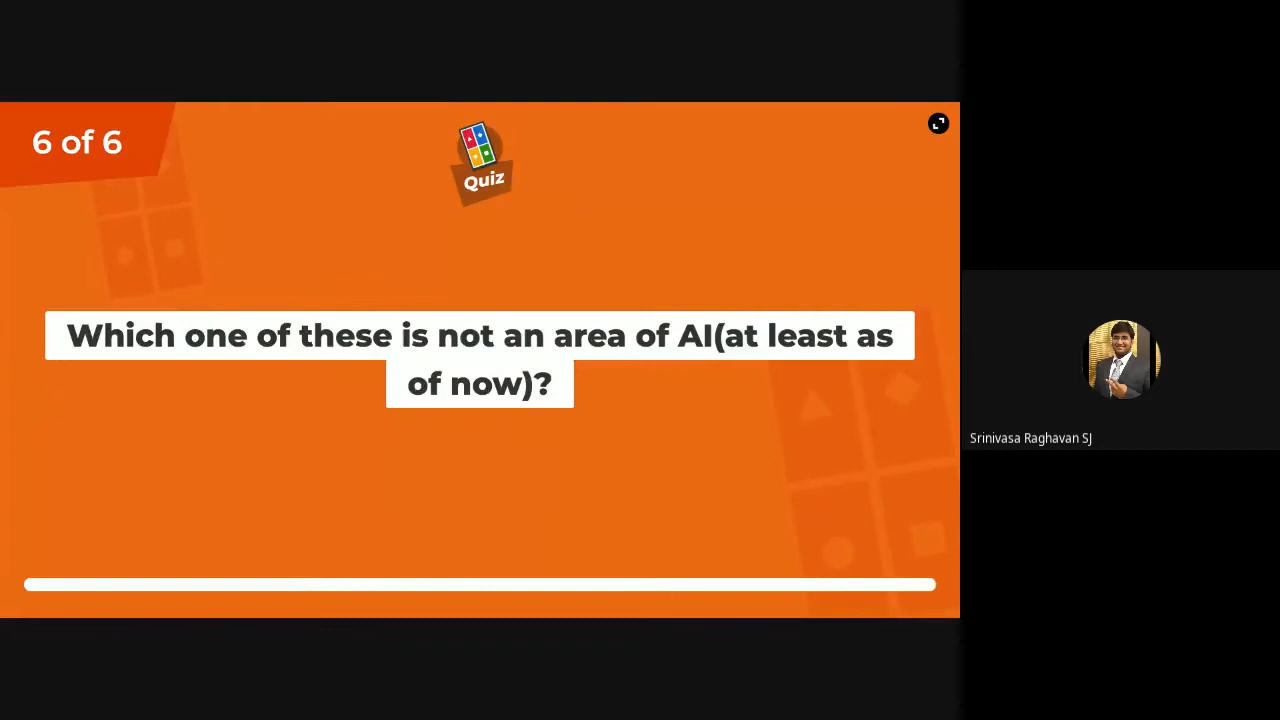 6 of 6
Quiz
Which one of these is not an area of AI(at least as
of now)?
Srinivasa Raghavan SJ